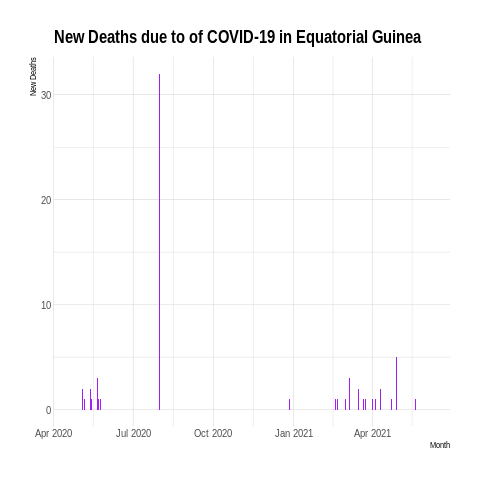 New Deaths due to of COVID-19 in Equatorial Guinea
New Deaths
30
20
10
0
Apr 2020 Jul 2020 Oct 2020 Jan 2021 Apr 2021
Month